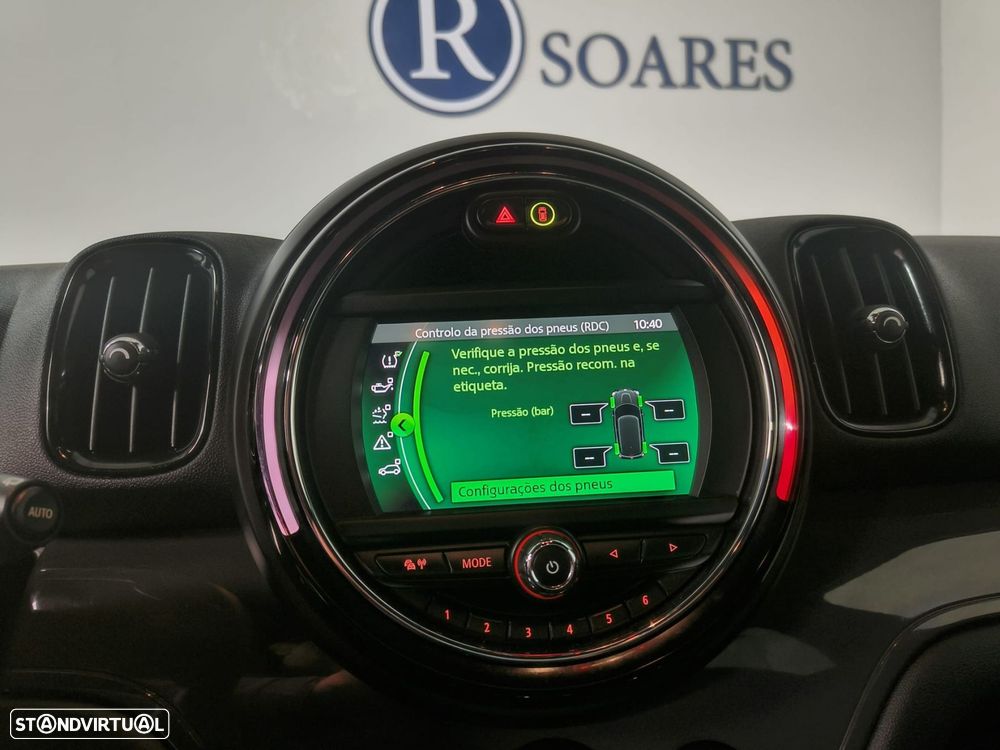 R
SOARES
Controlo da pressão dos pneus (RDC) 10:40
Verifique a pressão dos pneus e, se
nec., corrija. Pressão recom. na
etiqueta.
Pressão (bar)
--- ---
--- ---
Configurações dos pneus
AUTO
MODE
1 2 3 4 5 6
STANDVIRTUAL